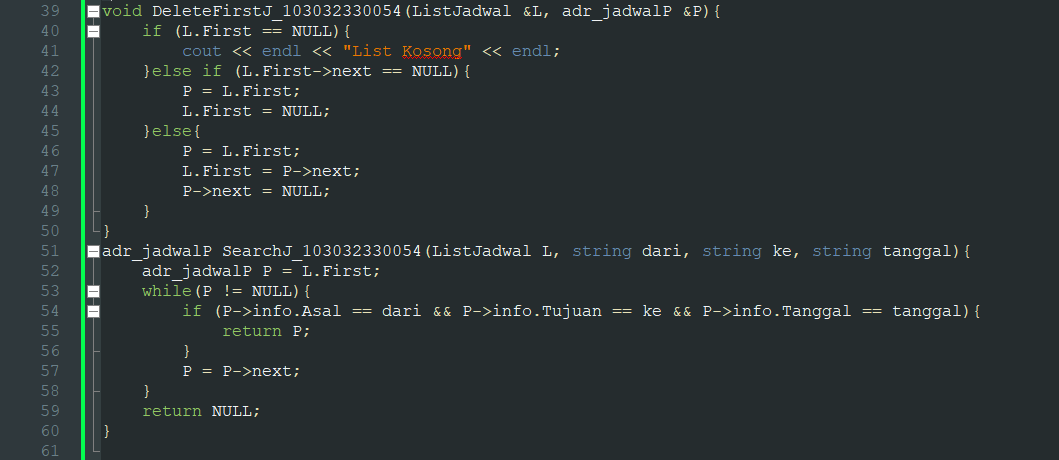 39 void DeleteFirstJ_103032330054(ListJadwal &L, adr_jadwalP &P){
40     if (L.First == NULL){
41         cout << endl << "List Kosong" << endl;
42     }else if (L.First->next == NULL){
43         P = L.First;
44         L.First = NULL;
45     }else{
46         P = L.First;
47         L.First = P->next;
48         P->next = NULL;
49     }
50 }
51 adr_jadwalP SearchJ_103032330054(ListJadwal L, string dari, string ke, string tanggal){
52     adr_jadwalP P = L.First;
53     while(P != NULL){
54         if (P->info.Asal == dari && P->info.Tujuan == ke && P->info.Tanggal == tanggal){
55             return P;
56         }
57         P = P->next;
58     }
59     return NULL;
60 }
61